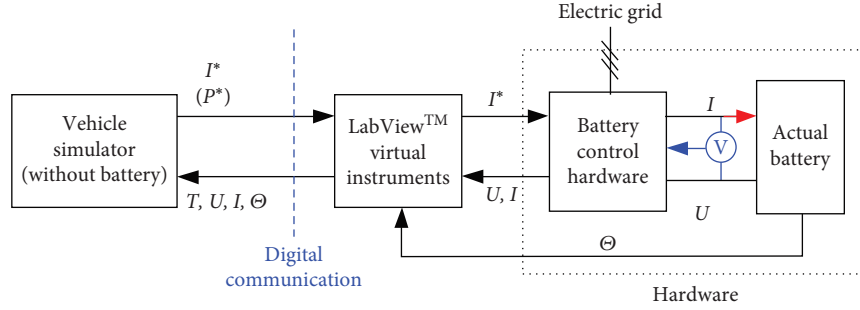 Electric grid
I*
(P*)
I*
I
Vehicle
simulator
(without battery)
LabView™
virtual
instruments
Battery
control
hardware
V
Actual
battery
T, U, I, Θ
U, I
U
Θ
Digital
communication
Hardware